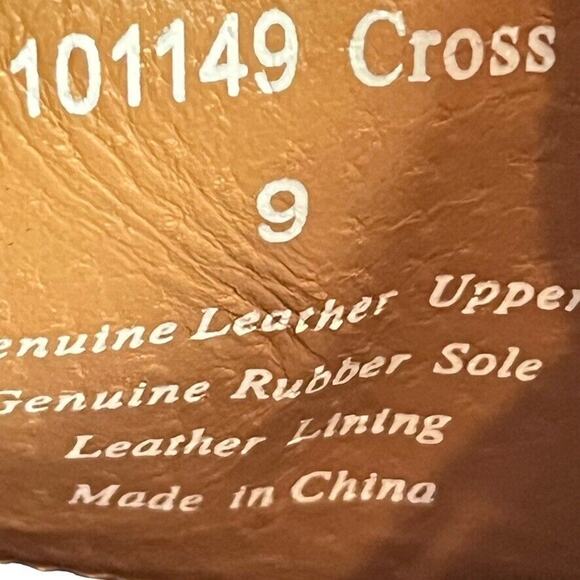 101149 Cross
9
enuine Leather Upper
Genuine Rubber Sole
Leather Lining
Made in China